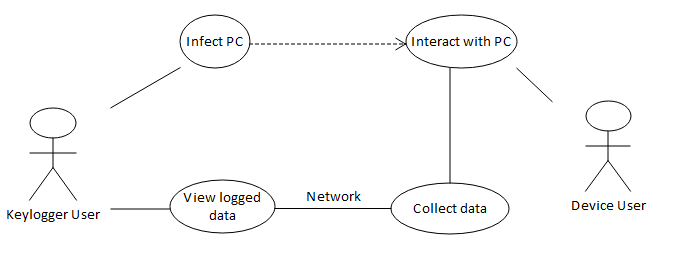 Infect PC
Interact with PC
Keylogger User
View logged
data
Network
Collect data
Device User